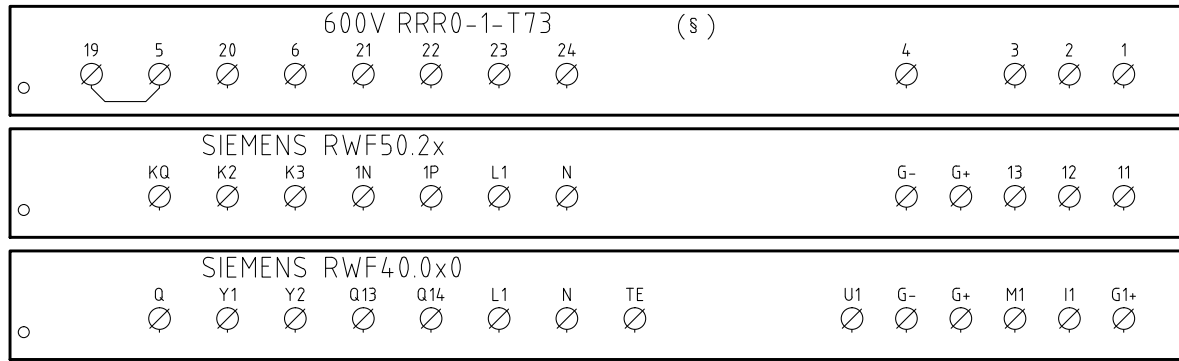 600V RRR0-1-T73 (§)
19 5 20 6 21 22 23 24 4 3 2 1
SIEMENS RWF50.2x
KQ K2 K3 1N 1P L1 N G- G+ 13 12 11
SIEMENS RWF40.0x0
Q Y1 Y2 Q13 Q14 L1 N TE U1 G- G+ M1 I1 G1+